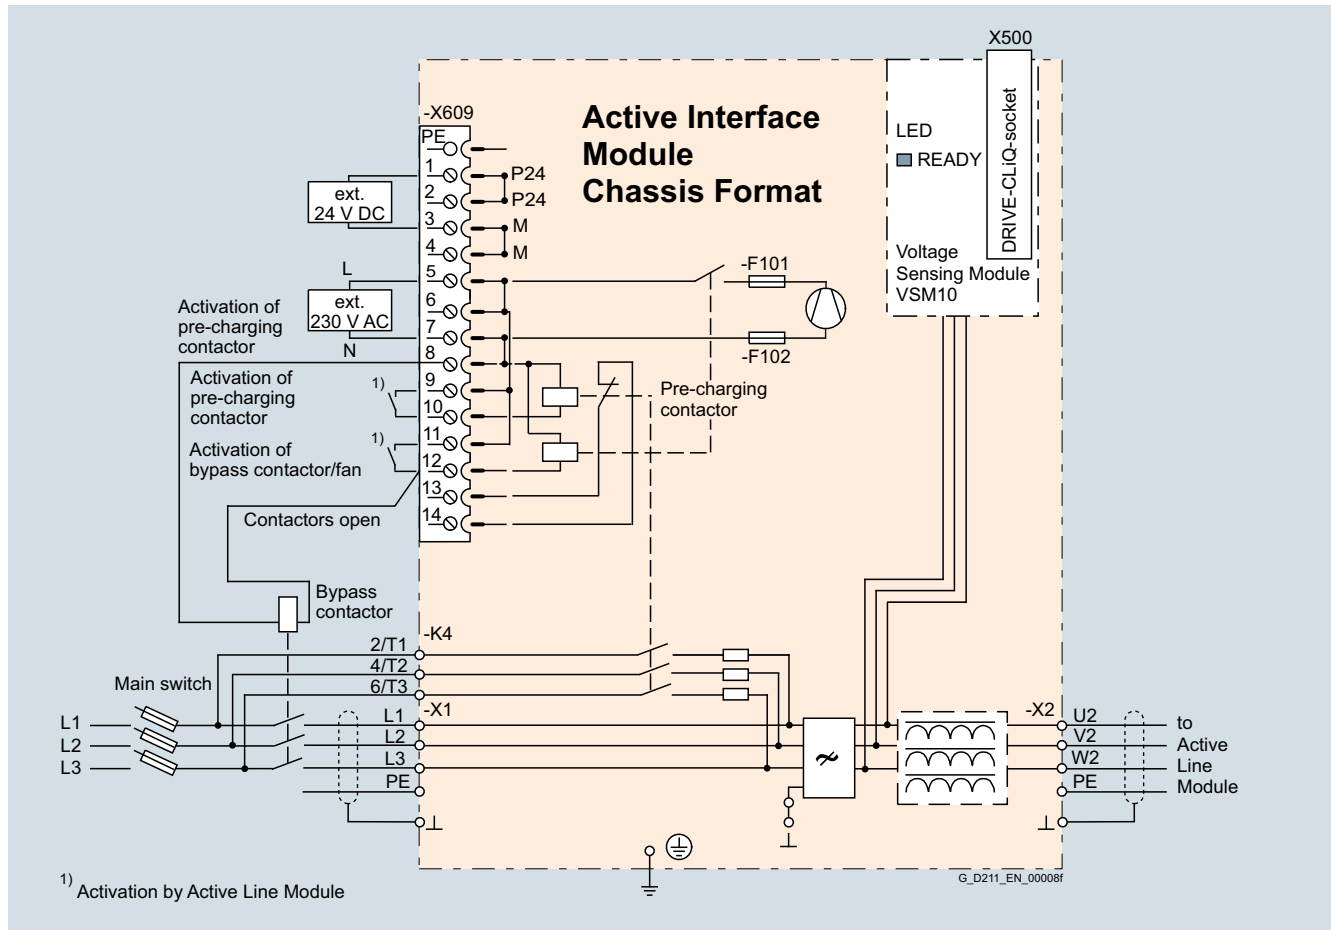 X500
-X609
Active Interface
Module
Chassis Format
LED
READY
DRIVE-CLiQ-socket
Voltage
Sensing Module
VSM10
PE
1
2
3
4
5
6
7
8
9
10
11
12
13
14
P24
P24
M
M
ext.
24 V DC
L
ext.
230 V AC
N
-F101
-F102
Activation of
pre-charging
contactor
1)
Activation of
pre-charging
contactor
1)
Activation of
bypass contactor/fan
Contactors open
Pre-charging
contactor
Bypass
contactor
-K4
2/T1
4/T2
6/T3
Main switch
L1
L2
L3
-X1
L1
L2
L3
PE
-X2
U2
V2
W2
PE
to
Active
Line
Module
G_D211_EN_00008f
1) Activation by Active Line Module